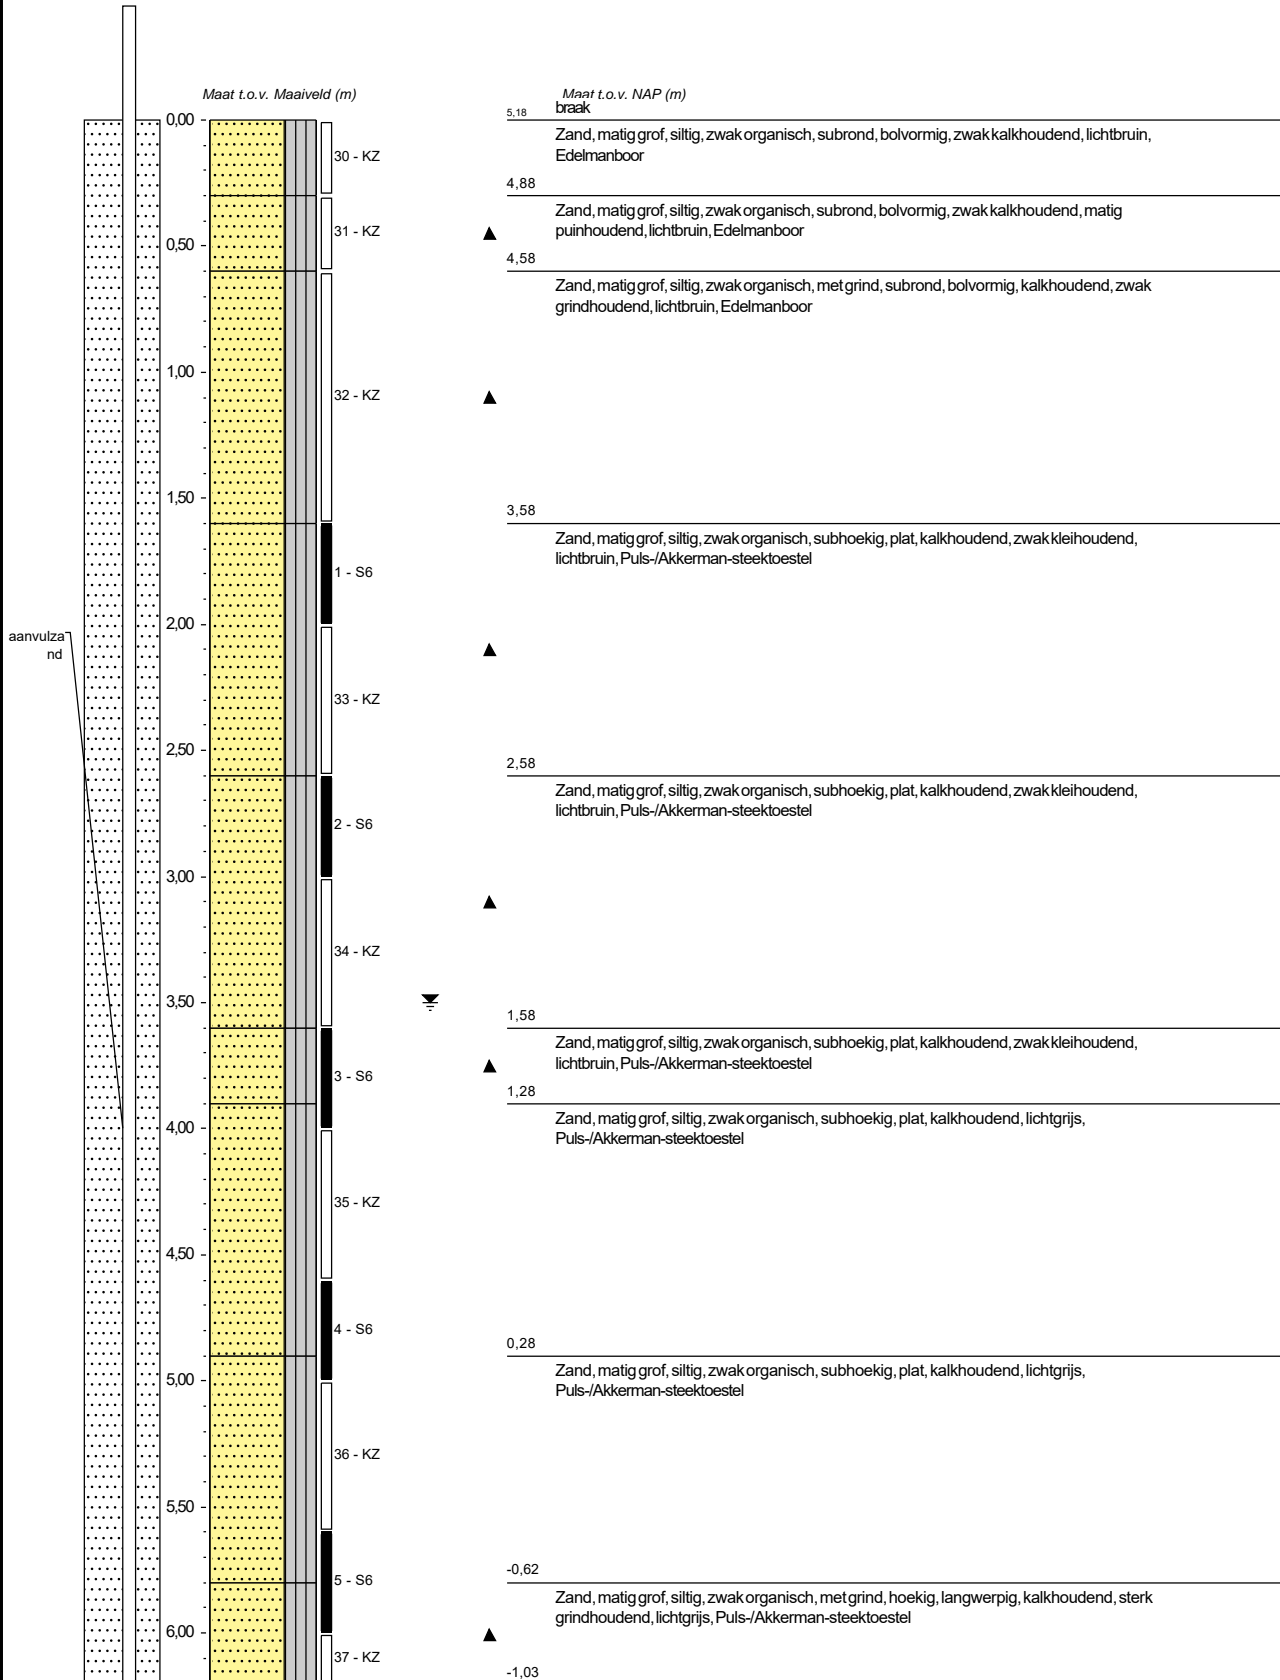 Maat t.o.v. Maaiveld (m)
Maat t.o.v. NAP (m)
5,18
braak
0,00
Zand, matig grof, siltig, zwak organisch, subrond, bolvormig, zwak kalkhoudend, lichtbruin,
Edelmanboor
30 - KZ
4,88
Zand, matig grof, siltig, zwak organisch, subrond, bolvormig, zwak kalkhoudend, matig
puinhoudend, lichtbruin, Edelmanboor
31 - KZ
0,50
4,58
Zand, matig grof, siltig, zwak organisch, met grind, subrond, bolvormig, kalkhoudend, zwak
grindhoudend, lichtbruin, Edelmanboor
1,00
32 - KZ
1,50
3,58
Zand, matig grof, siltig, zwak organisch, subhoekig, plat, kalkhoudend, zwak kleihoudend,
lichtbruin, Puls-/Akkerman-steektoestel
1 - S6
2,00
aanvulza
nd
33 - KZ
2,50
2,58
Zand, matig grof, siltig, zwak organisch, subhoekig, plat, kalkhoudend, zwak kleihoudend,
lichtbruin, Puls-/Akkerman-steektoestel
2 - S6
3,00
34 - KZ
3,50
1,58
Zand, matig grof, siltig, zwak organisch, subhoekig, plat, kalkhoudend, zwak kleihoudend,
lichtbruin, Puls-/Akkerman-steektoestel
3 - S6
1,28
Zand, matig grof, siltig, zwak organisch, subhoekig, plat, kalkhoudend, lichtgrijs,
Puls-/Akkerman-steektoestel
4,00
35 - KZ
4,50
4 - S6
0,28
Zand, matig grof, siltig, zwak organisch, subhoekig, plat, kalkhoudend, lichtgrijs,
Puls-/Akkerman-steektoestel
5,00
36 - KZ
5,50
-0,62
5 - S6
Zand, matig grof, siltig, zwak organisch, met grind, hoekig, langwerpig, kalkhoudend, sterk
grindhoudend, lichtgrijs, Puls-/Akkerman-steektoestel
6,00
37 - KZ
-1,03